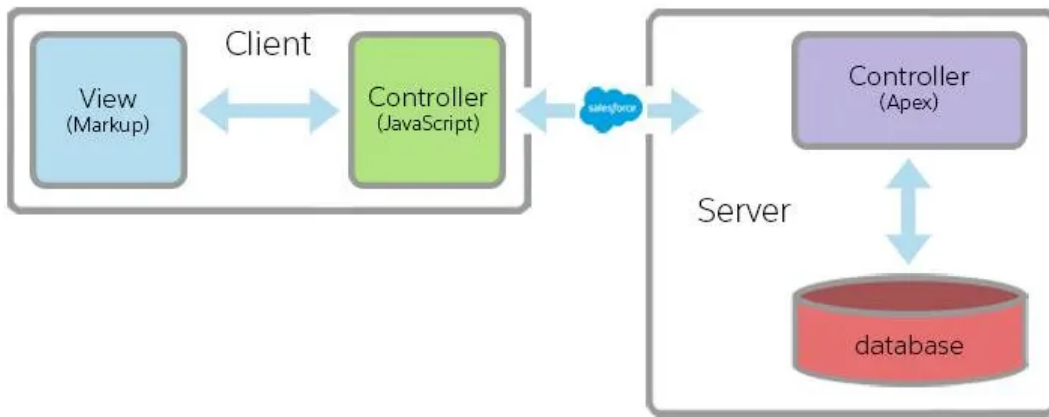 Client
View
(Markup)
Controller
(JavaScript)
salesforce
Controller
(Apex)
Server
database